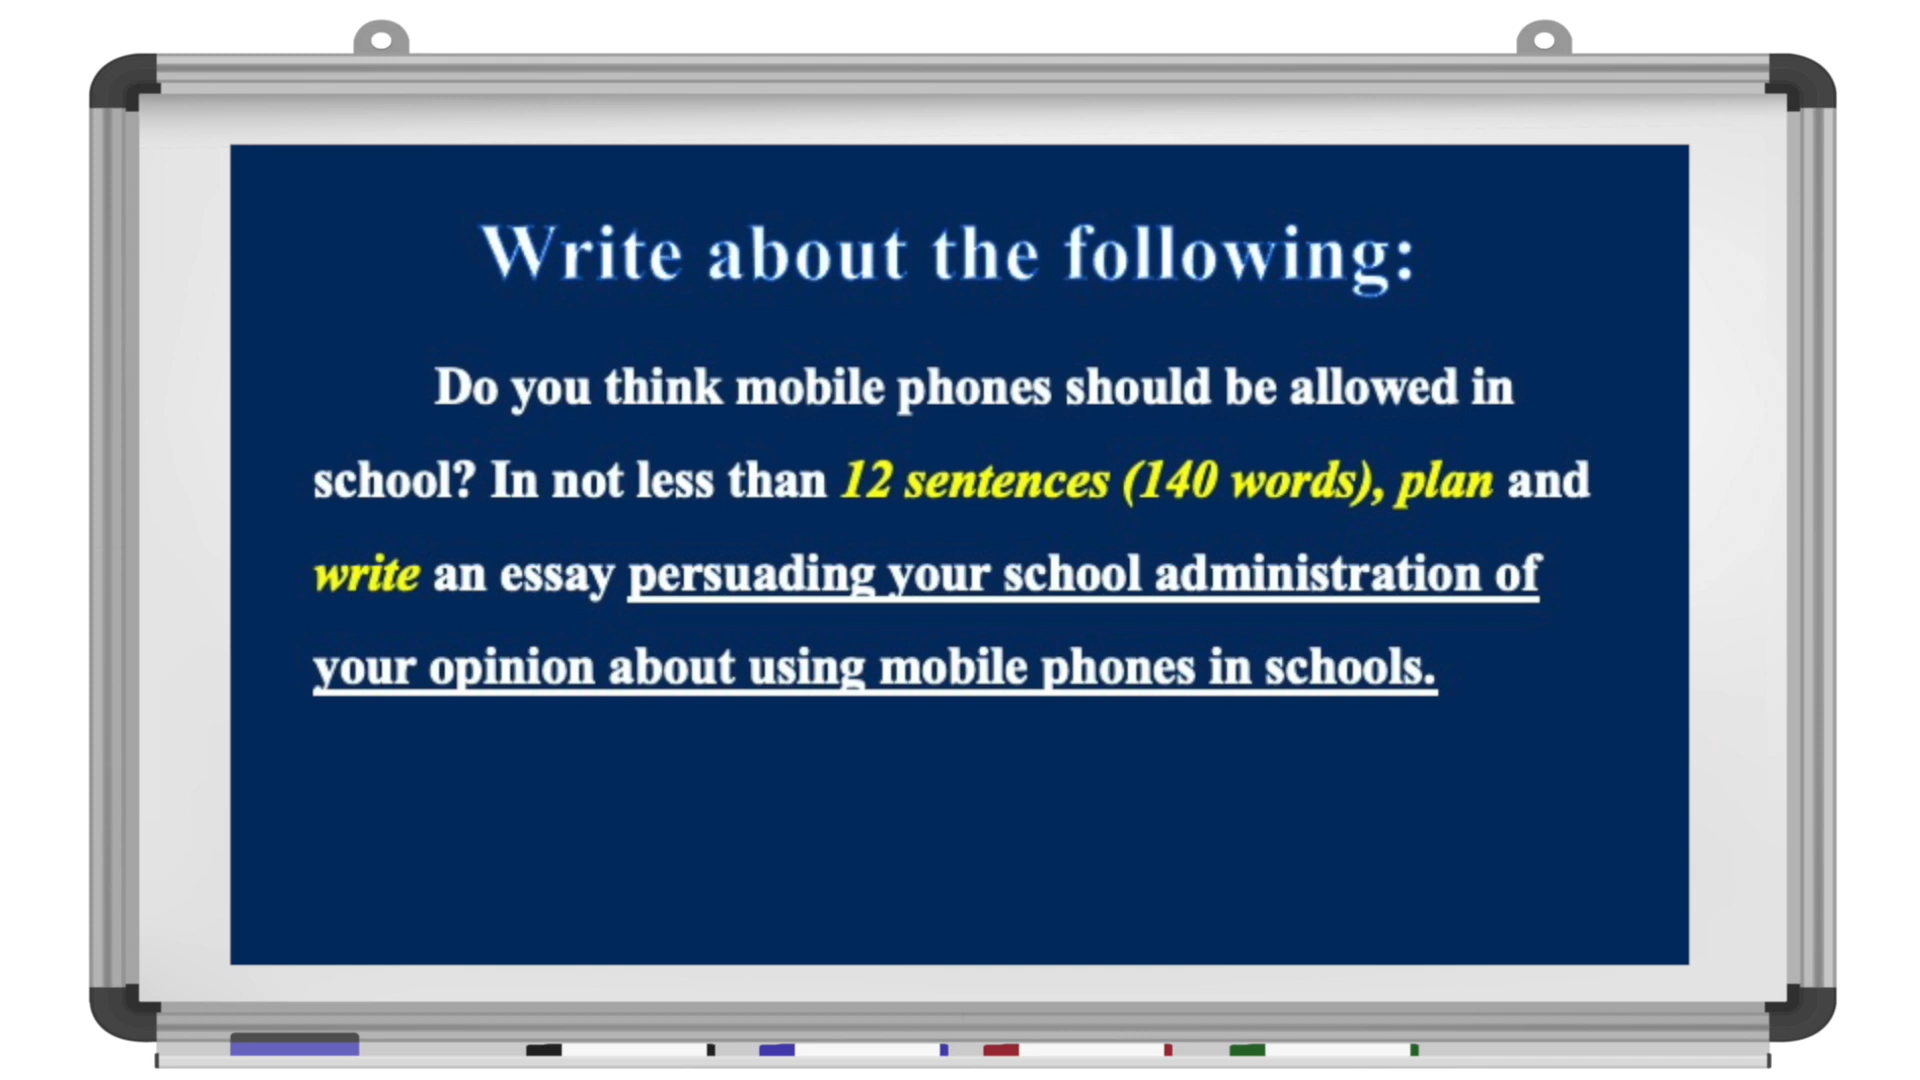 Write about the following:
Do you think mobile phones should be allowed in
school? In not less than 12 sentences (140 words), plan and
write an essay persuading your school administration of
your opinion about using mobile phones in schools.